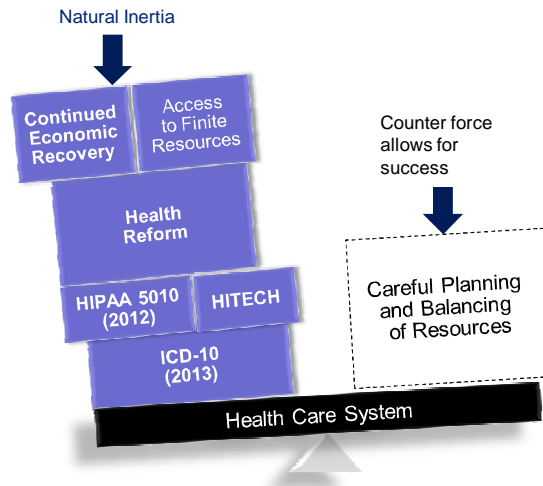 Natural Inertia
Continued
Economic
Recovery
Access
to Finite
Resources
Counter force
allows for
success
Health
Reform
HIPAA 5010
(2012)
HITECH
Careful Planning
and Balancing
of Resources
ICD-10
(2013)
Health Care System